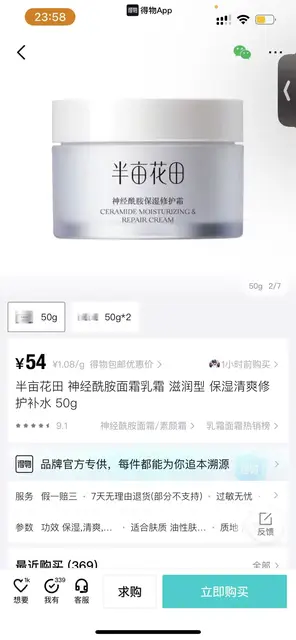 23:58
得物 得物App
半亩花田
神经酰胺保湿修护霜
CERAMIDE MOISTURIZING &
REPAIR CREAM
50g 2/7
50g
50g*2
¥54 ¥1.08/g 得物包邮优惠价 > 1小时前购买 >
半亩花田 神经酰胺面霜乳霜 滋润型 保湿清爽修
护补水 50g
9.1 神经酰胺面霜/素颜霜 > 乳霜面霜热销榜 >
得物 品牌官方专供，每件都能为你追本溯源
服务 假一赔三 · 7天无理由退货(部分不支持) · 过敏无忧
参数 功效 保湿,清爽,... 适合肤质 油性肤... 质地
反馈
最近购买 (369) 全部 >
1k
339
想要
我有
客服
求购
立即购买